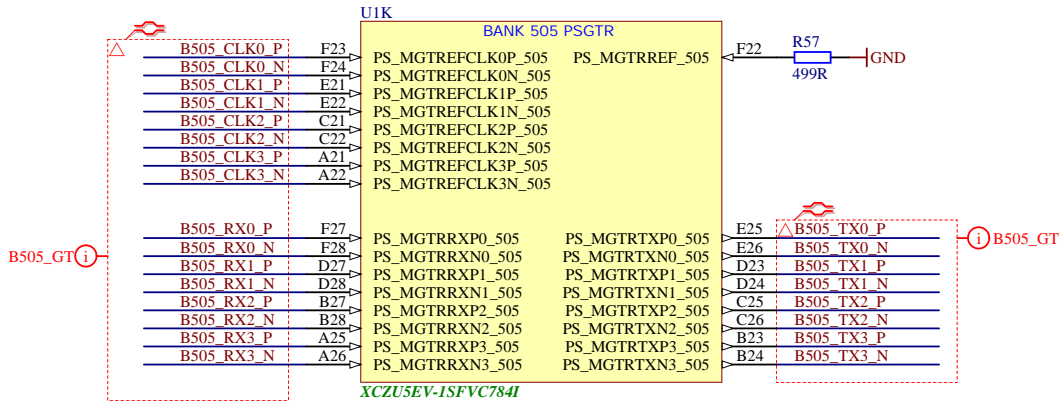 U1K
BANK 505 PSGTR
B505_CLK0_P F23 PS_MGTREFCLK0P_505 PS_MGTRREF_505 F22 R57 GND
499R
B505_CLK0_N F24 PS_MGTREFCLK0N_505
B505_CLK1_P E21 PS_MGTREFCLK1P_505
B505_CLK1_N E22 PS_MGTREFCLK1N_505
B505_CLK2_P C21 PS_MGTREFCLK2P_505
B505_CLK2_N C22 PS_MGTREFCLK2N_505
B505_CLK3_P A21 PS_MGTREFCLK3P_505
B505_CLK3_N A22 PS_MGTREFCLK3N_505
B505_RX0_P F27 PS_MGTRRXP0_505 PS_MGTRTXP0_505 E25 B505_TX0_P
B505_RX0_N F28 PS_MGTRRXN0_505 PS_MGTRTXN0_505 E26 B505_TX0_N
B505_GT i B505_RX1_P D27 PS_MGTRRXP1_505 PS_MGTRTXP1_505 D23 B505_TX1_P i B505_GT
B505_RX1_N D28 PS_MGTRRXN1_505 PS_MGTRTXN1_505 D24 B505_TX1_N
B505_RX2_P B27 PS_MGTRRXP2_505 PS_MGTRTXP2_505 C25 B505_TX2_P
B505_RX2_N B28 PS_MGTRRXN2_505 PS_MGTRTXN2_505 C26 B505_TX2_N
B505_RX3_P A25 PS_MGTRRXP3_505 PS_MGTRTXP3_505 B23 B505_TX3_P
B505_RX3_N A26 PS_MGTRRXN3_505 PS_MGTRTXN3_505 B24 B505_TX3_N
XCZU5EV-1SFVC784I